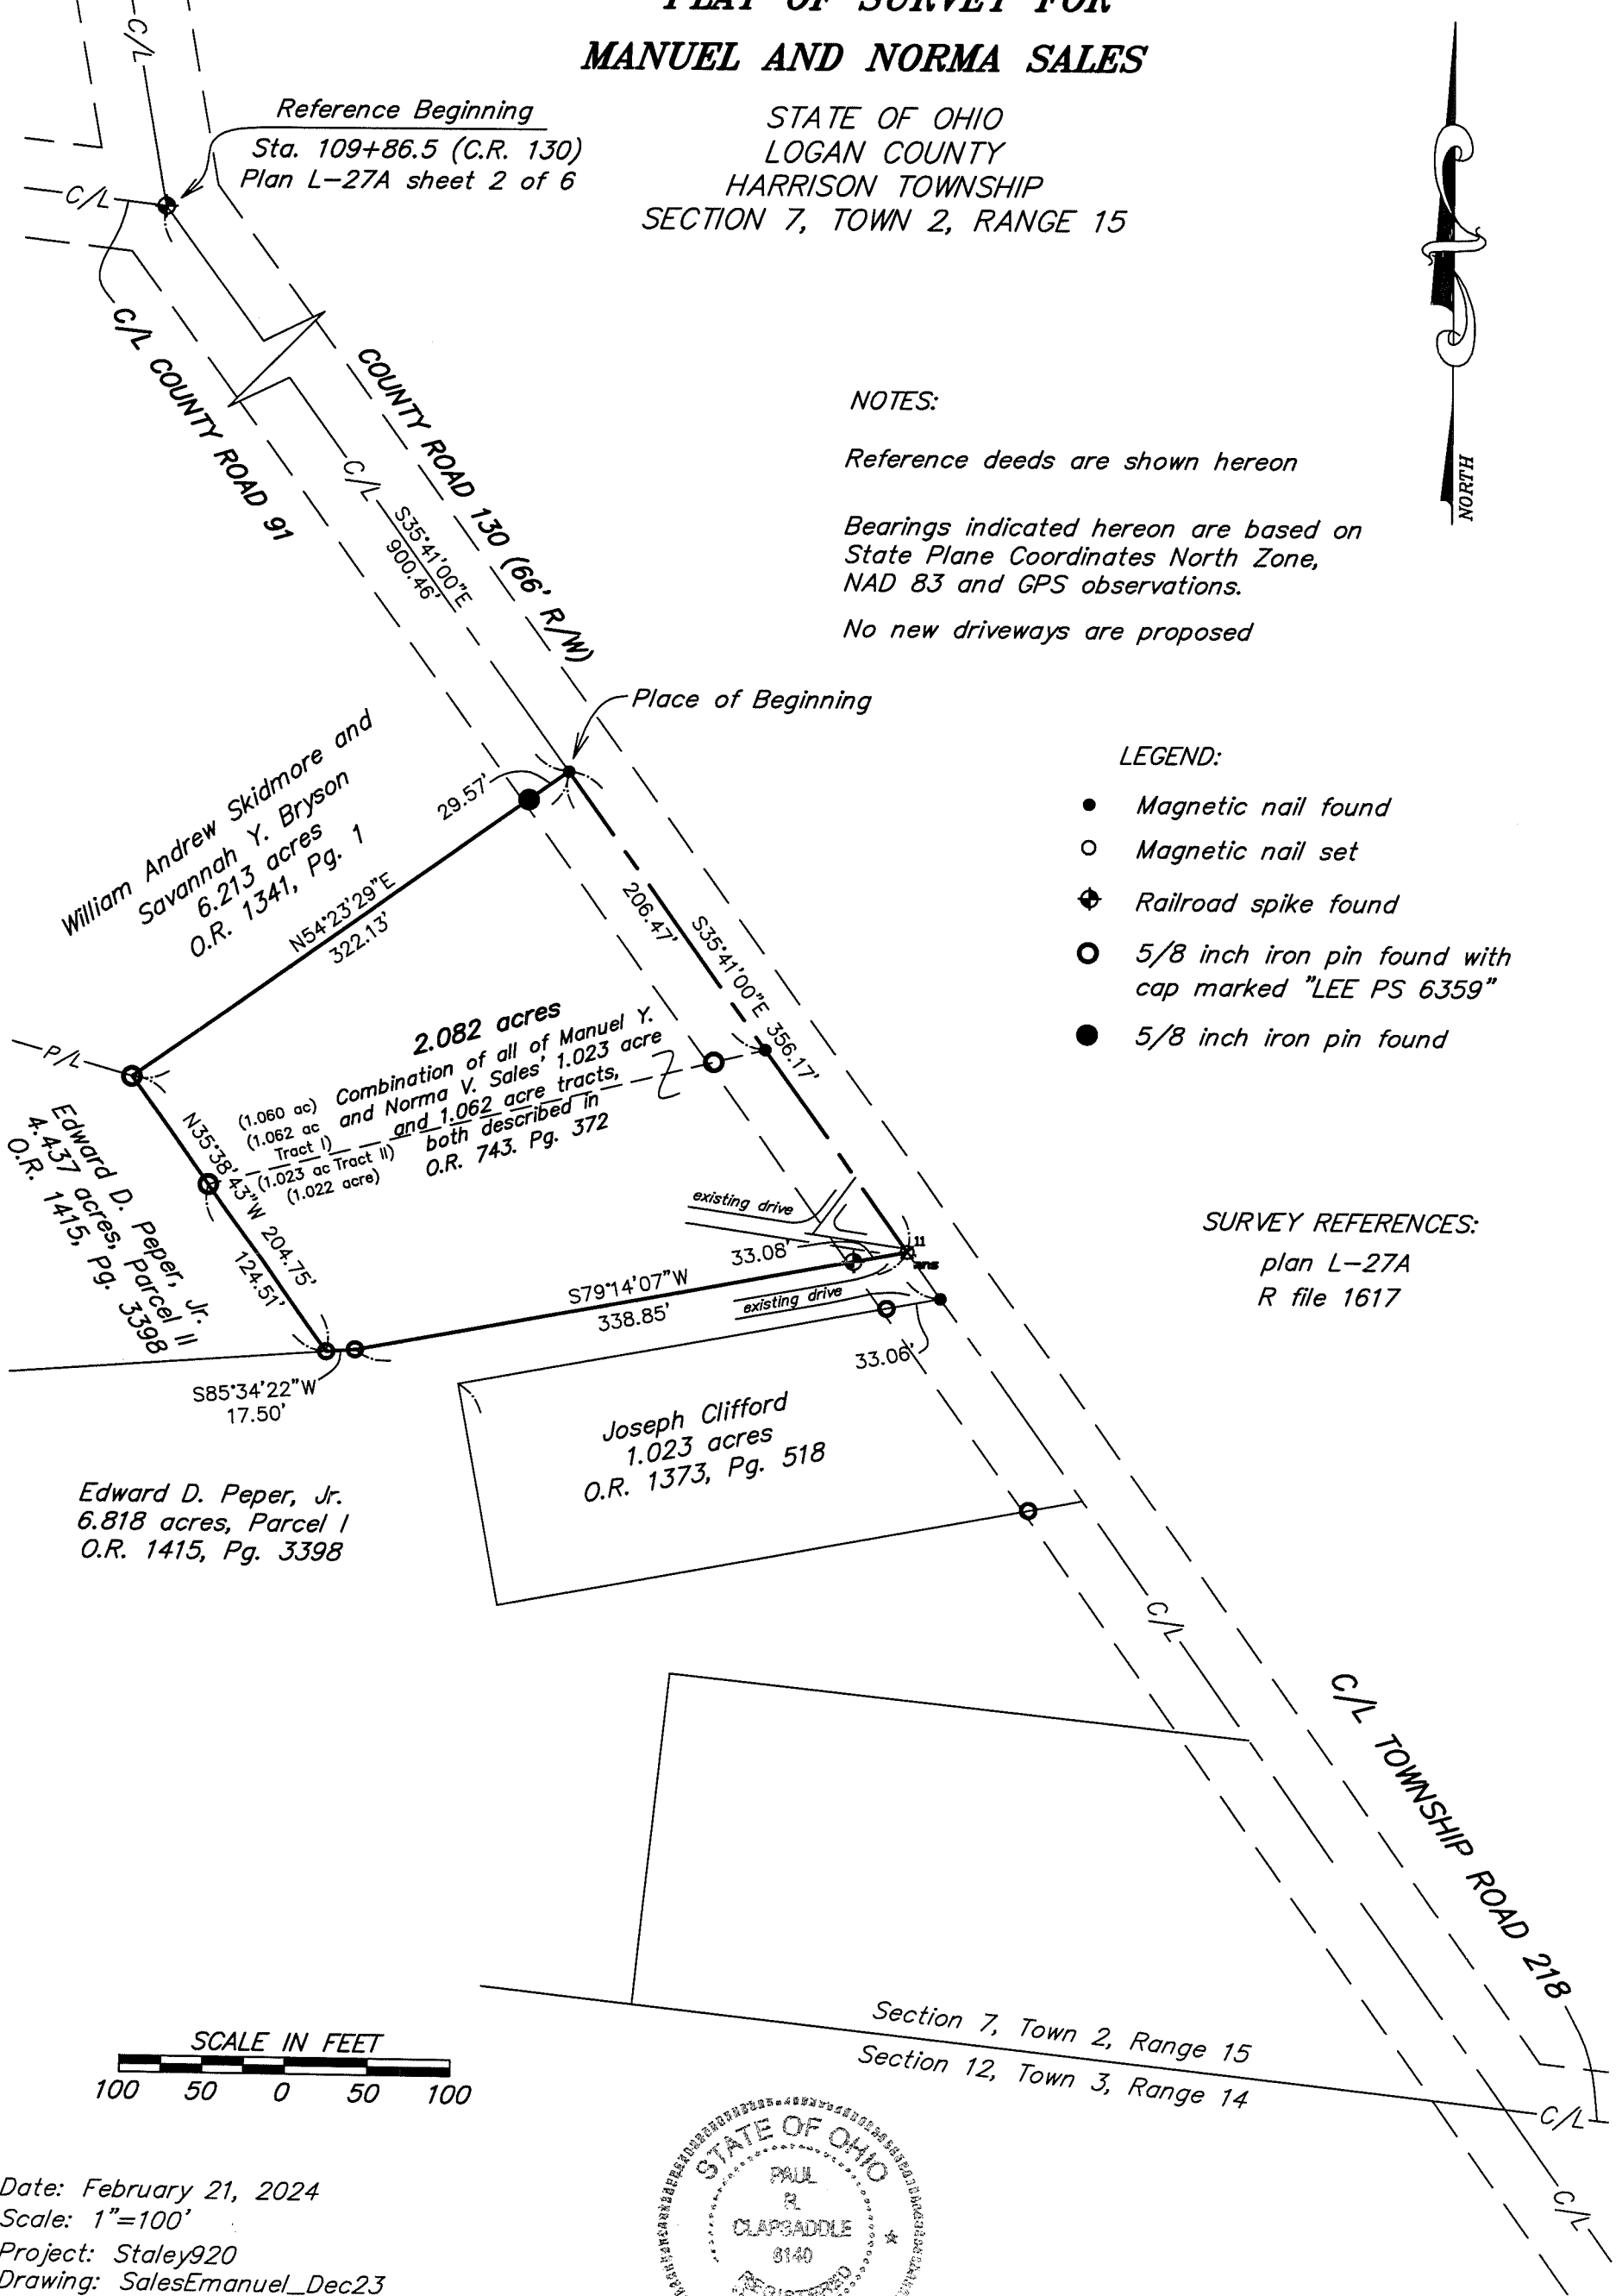 PLAT OF SURVEY FOR
MANUEL AND NORMA SALES
STATE OF OHIO
LOGAN COUNTY
HARRISON TOWNSHIP
SECTION 7, TOWN 2, RANGE 15
C/L
Reference Beginning
Sta. 109+86.5 (C.R. 130)
Plan L-27A sheet 2 of 6
C/L
C/L COUNTY ROAD 91
COUNTY ROAD 130 (66' R/W)
C/L
S35°41'00"E
900.46'
NORTH
NOTES:
Reference deeds are shown hereon
Bearings indicated hereon are based on
State Plane Coordinates North Zone,
NAD 83 and GPS observations.
No new driveways are proposed
Place of Beginning
LEGEND:
Magnetic nail found
Magnetic nail set
Railroad spike found
5/8 inch iron pin found with
cap marked "LEE PS 6359"
5/8 inch iron pin found
William Andrew Skidmore and
Savannah Y. Bryson
6.213 acres
O.R. 1341, Pg. 1
29.57'
N54°23'29"E
322.13'
206.47'
S35°41'00"E 356.17'
P/L
2.082 acres
Combination of all of Manuel Y.
and Norma V. Sales' 1.023 acre
and 1.062 acre tracts,
both described in
O.R. 743. Pg. 372
(1.060 ac)
(1.062 ac
Tract I)
(1.023 ac Tract II)
(1.022 acre)
N35°38'43"W 204.75'
124.51'
Edward D. Peper, Jr.
4.437 acres, Parcel II
O.R. 1415, Pg. 3398
existing drive
33.08'
11
mns
S79°14'07"W
338.85'
existing drive
33.06'
S85°34'22"W
17.50'
SURVEY REFERENCES:
plan L-27A
R file 1617
Joseph Clifford
1.023 acres
O.R. 1373, Pg. 518
Edward D. Peper, Jr.
6.818 acres, Parcel I
O.R. 1415, Pg. 3398
C/L
C/L TOWNSHIP ROAD 218
Section 7, Town 2, Range 15
Section 12, Town 3, Range 14
C/L
C/L
SCALE IN FEET
100 50 0 50 100
STATE OF OHIO
PAUL
R.
CLAPSADDLE
6140
REGISTERED
Date: February 21, 2024
Scale: 1"=100'
Project: Staley920
Drawing: SalesEmanuel_Dec23